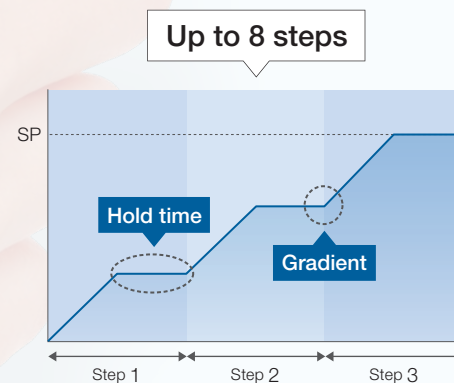 Up to 8 steps
SP
Hold time
Gradient
Step 1
Step 2
Step 3